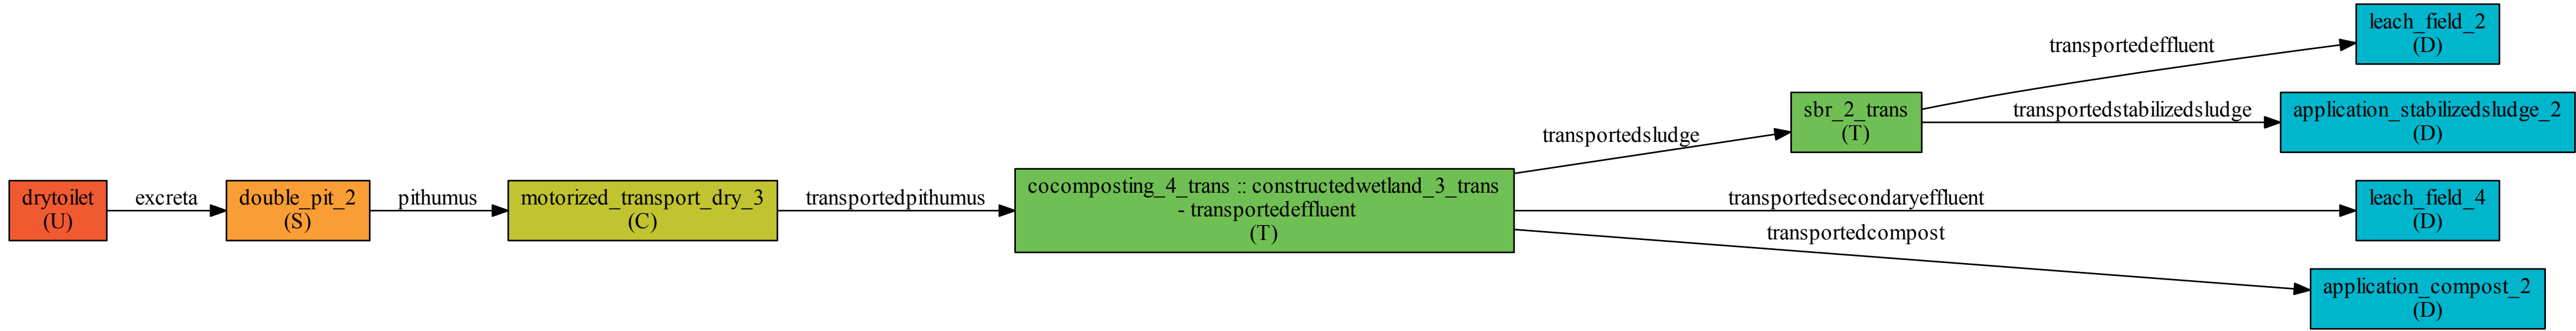 drytoilet
(U)
excreta
double_pit_2
(S)
pithumus
motorized_transport_dry_3
(C)
transportedpithumus
cocomposting_4_trans :: constructedwetland_3_trans
- transportedeffluent
(T)
transportedsludge
transportedsecondaryeffluent
transportedcompost
sbr_2_trans
(T)
transportedeffluent
transportedstabilizedsludge
leach_field_2
(D)
application_stabilizedsludge_2
(D)
leach_field_4
(D)
application_compost_2
(D)